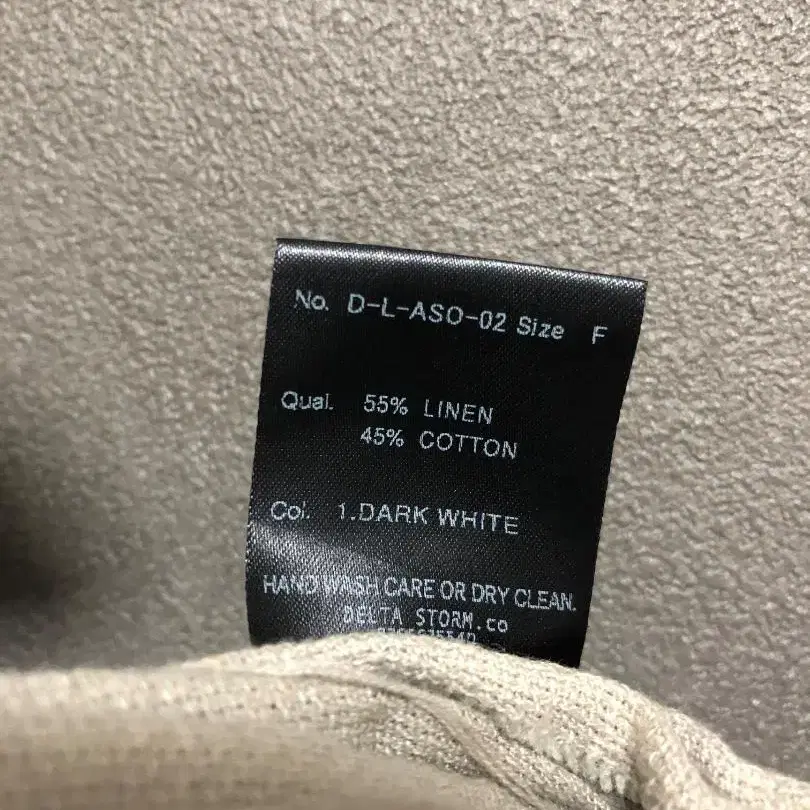 No. D-L-ASO-02 Size F
Qual. 55% LINEN
45% COTTON
Col. 1.DARK WHITE
HAND WASH CARE OR DRY CLEAN.
DELTA STORM.co